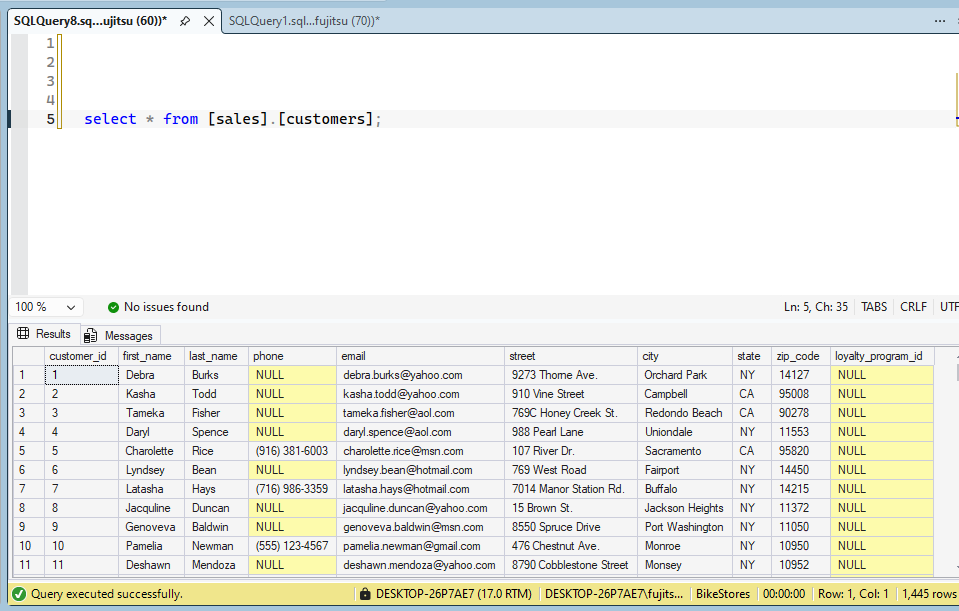 SQLQuery8.sq...ujitsu (60))* SQLQuery1.sql...fujitsu (70))*
1
2
3
4
5 select * from [sales].[customers];
100 % No issues found Ln: 5, Ch: 35 TABS CRLF UTF
Results Messages
customer_id first_name last_name phone email street city state zip_code loyalty_program_id
1 1 Debra Burks NULL debra.burks@yahoo.com 9273 Thorne Ave. Orchard Park NY 14127 NULL
2 2 Kasha Todd NULL kasha.todd@yahoo.com 910 Vine Street Campbell CA 95008 NULL
3 3 Tameka Fisher NULL tameka.fisher@aol.com 769C Honey Creek St. Redondo Beach CA 90278 NULL
4 4 Daryl Spence NULL daryl.spence@aol.com 988 Pearl Lane Uniondale NY 11553 NULL
5 5 Charolette Rice (916) 381-6003 charolette.rice@msn.com 107 River Dr. Sacramento CA 95820 NULL
6 6 Lyndsey Bean NULL lyndsey.bean@hotmail.com 769 West Road Fairport NY 14450 NULL
7 7 Latasha Hays (716) 986-3359 latasha.hays@hotmail.com 7014 Manor Station Rd. Buffalo NY 14215 NULL
8 8 Jacquline Duncan NULL jacquline.duncan@yahoo.com 15 Brown St. Jackson Heights NY 11372 NULL
9 9 Genoveva Baldwin NULL genoveva.baldwin@msn.com 8550 Spruce Drive Port Washington NY 11050 NULL
10 10 Pamelia Newman (555) 123-4567 pamelia.newman@gmail.com 476 Chestnut Ave. Monroe NY 10950 NULL
11 11 Deshawn Mendoza NULL deshawn.mendoza@yahoo.com 8790 Cobblestone Street Monsey NY 10952 NULL
Query executed successfully. DESKTOP-26P7AE7 (17.0 RTM) DESKTOP-26P7AE7\fujits... BikeStores 00:00:00 Row: 1, Col: 1 1,445 rows